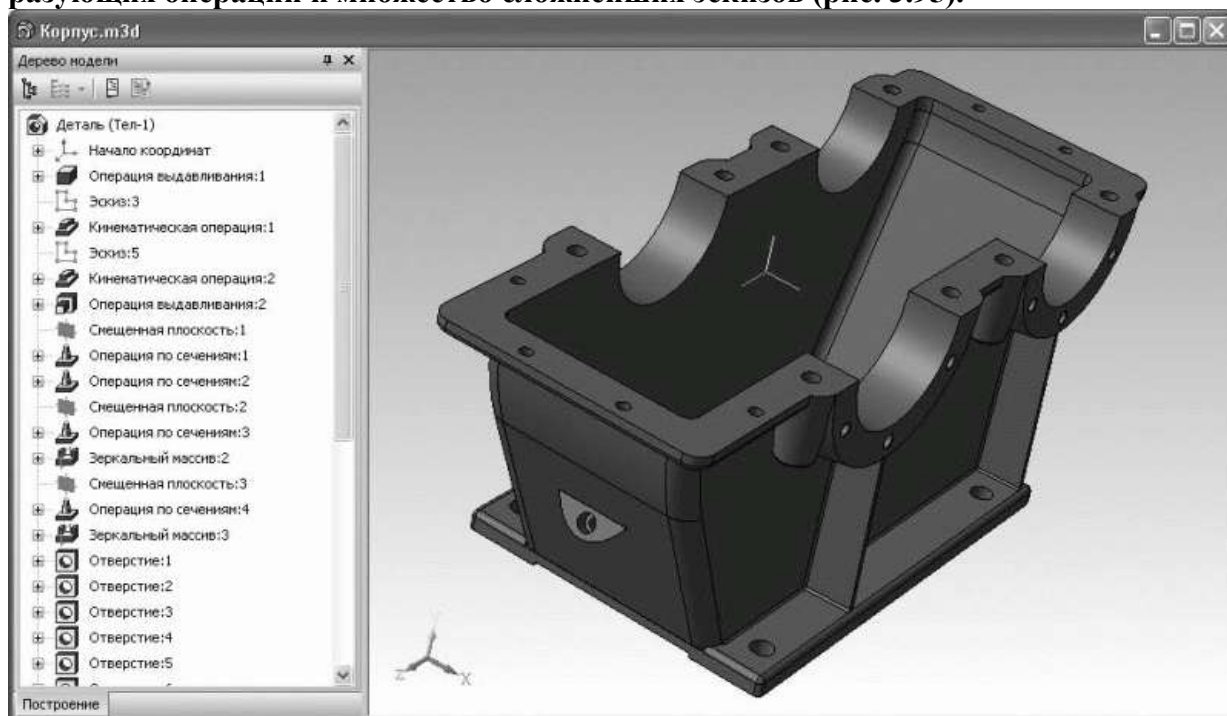 разующих операций и множество сложнейших эскизов (рис. 3.93).
Корпус.m3d
Дерево модели
Деталь (Тел-1)
Начало координат
Операция выдавливания:1
Эскиз:3
Кинематическая операция:1
Эскиз:5
Кинематическая операция:2
Операция выдавливания:2
Смещенная плоскость:1
Операция по сечениям:1
Операция по сечениям:2
Смещенная плоскость:2
Операция по сечениям:3
Зеркальный массив:2
Смещенная плоскость:3
Операция по сечениям:4
Зеркальный массив:3
Отверстие:1
Отверстие:2
Отверстие:3
Отверстие:4
Отверстие:5
Построение
Y
Z
X